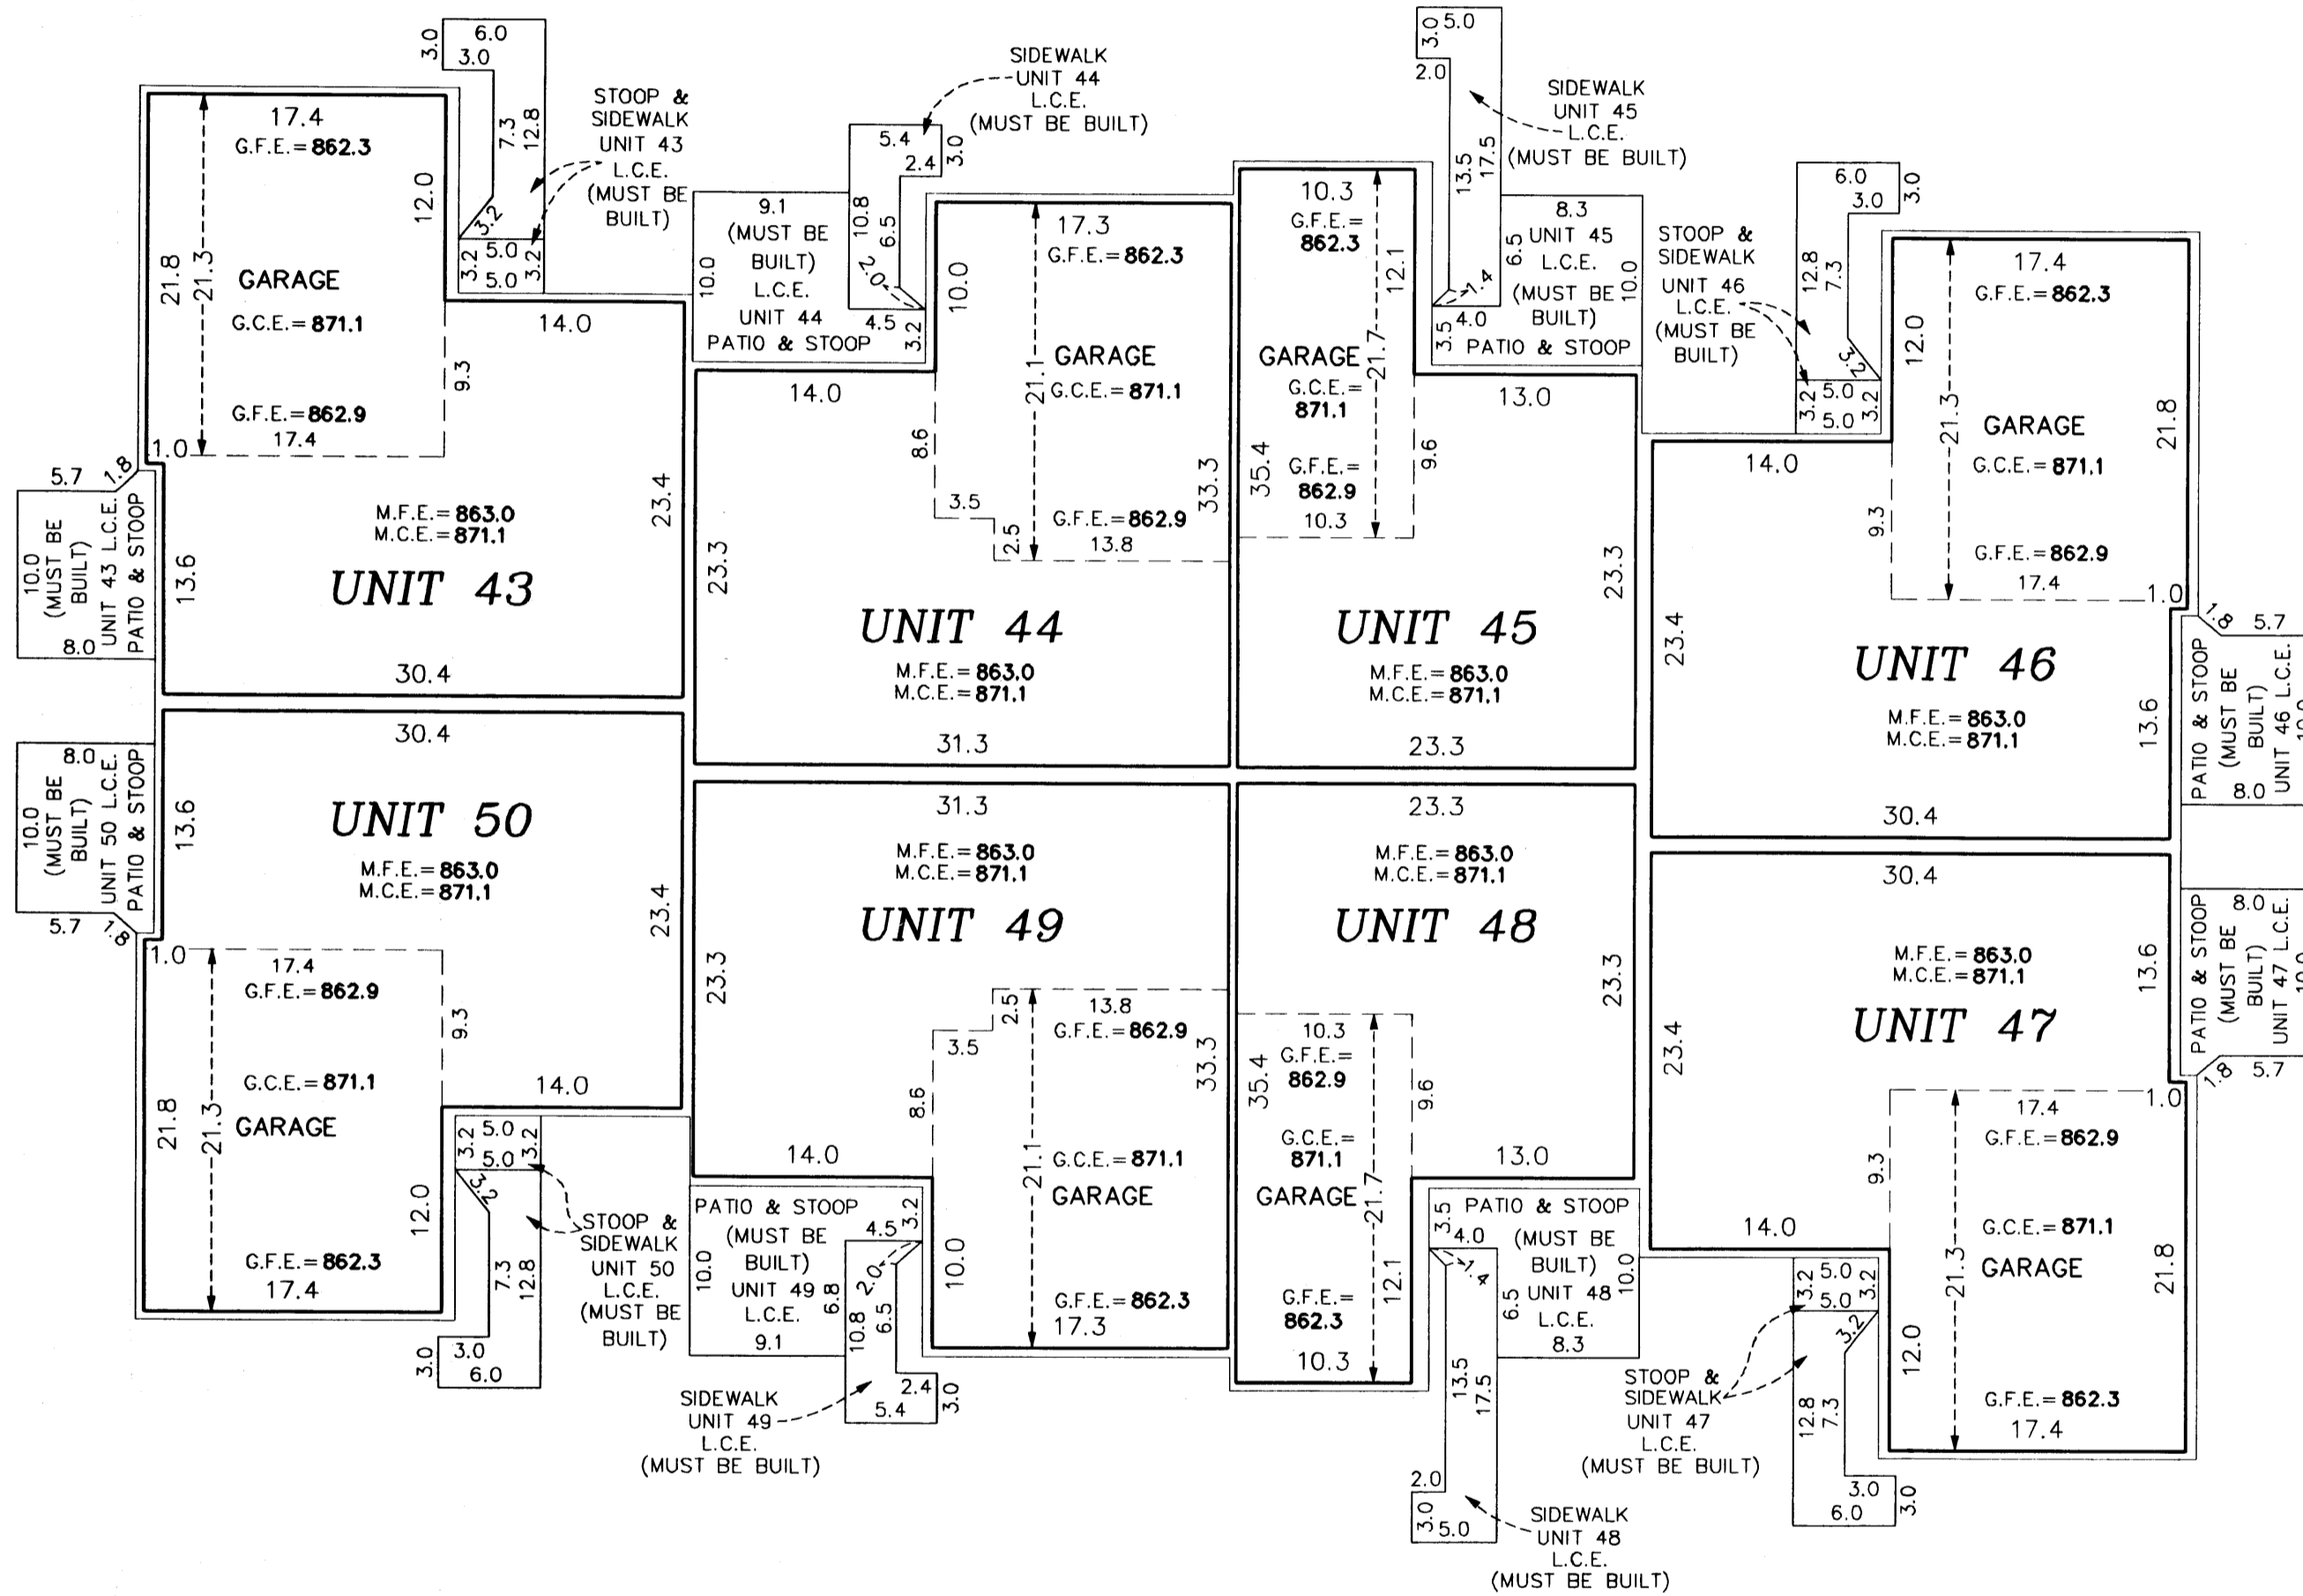 6.0
3.0
3.0
7.3
12.8
3.2
5.0
3.2
3.2
5.0
STOOP &
SIDEWALK
UNIT 43
L.C.E.
(MUST BE
BUILT)
17.4
G.F.E.=862.3
12.0
21.8
21.3
GARAGE
G.C.E.=871.1
14.0
9.3
G.F.E.=862.9
17.4
1.0
5.7
1.8
10.0
(MUST BE
BUILT)
UNIT 43 L.C.E.
PATIO & STOOP
8.0
13.6
M.F.E.=863.0
M.C.E.=871.1
UNIT 43
23.4
30.4
SIDEWALK
UNIT 44
L.C.E.
(MUST BE BUILT)
5.4
2.4
3.0
10.8
6.5
2.0
4.5
3.2
9.1
(MUST BE
BUILT)
L.C.E.
UNIT 44
PATIO & STOOP
10.0
17.3
G.F.E.=862.3
10.0
GARAGE
21.1
G.C.E.=871.1
14.0
8.6
3.5
2.5
G.F.E.=862.9
13.8
33.3
23.3
UNIT 44
M.F.E.=863.0
M.C.E.=871.1
31.3
3.0
5.0
2.0
13.5
17.5
1.4
4.0
3.5
SIDEWALK
UNIT 45
L.C.E.
(MUST BE BUILT)
8.3
6.5
UNIT 45
L.C.E.
(MUST BE
BUILT)
10.0
PATIO & STOOP
10.3
G.F.E.=
862.3
12.1
GARAGE
21.7
G.C.E.=
871.1
13.0
35.4
9.6
G.F.E.=
862.9
10.3
23.3
UNIT 45
M.F.E.=863.0
M.C.E.=871.1
23.3
6.0
3.0
3.0
12.8
7.3
3.2
5.0
3.2
3.2
5.0
STOOP &
SIDEWALK
UNIT 46
L.C.E.
(MUST BE
BUILT)
17.4
G.F.E.=862.3
12.0
21.3
GARAGE
G.C.E.=871.1
21.8
14.0
9.3
G.F.E.=862.9
17.4
1.0
1.8
5.7
PATIO & STOOP
(MUST BE
BUILT)
UNIT 46 L.C.E.
8.0
23.4
UNIT 46
M.F.E.=863.0
M.C.E.=871.1
13.6
30.4
30.4
8.0
10.0
(MUST BE
BUILT)
UNIT 50 L.C.E.
PATIO & STOOP
5.7
1.8
13.6
UNIT 50
M.F.E.=863.0
M.C.E.=871.1
23.4
1.0
17.4
G.F.E.=862.9
9.3
G.C.E.=871.1
21.8
21.3
GARAGE
14.0
12.0
G.F.E.=862.3
17.4
3.2
5.0
3.2
5.0
3.2
7.3
12.8
3.0
3.0
6.0
STOOP &
SIDEWALK
UNIT 50
L.C.E.
(MUST BE
BUILT)
31.3
M.F.E.=863.0
M.C.E.=871.1
UNIT 49
23.3
2.5
13.8
G.F.E.=862.9
3.5
33.3
8.6
14.0
21.1
G.C.E.=871.1
GARAGE
10.0
G.F.E.=862.3
17.3
PATIO & STOOP
(MUST BE
BUILT)
UNIT 49
L.C.E.
9.1
10.0
6.8
4.5
3.2
2.0
10.8
6.5
2.4
5.4
3.0
SIDEWALK
UNIT 49
L.C.E.
(MUST BE BUILT)
23.3
M.F.E.=863.0
M.C.E.=871.1
UNIT 48
23.3
10.3
G.F.E.=
862.9
35.4
9.6
G.C.E.=
871.1
13.0
GARAGE
21.7
12.1
G.F.E.=
862.3
10.3
3.5
PATIO & STOOP
4.0
(MUST BE
BUILT)
UNIT 48
L.C.E.
8.3
10.0
1.4
6.5
13.5
17.5
2.0
3.0
5.0
SIDEWALK
UNIT 48
L.C.E.
(MUST BE BUILT)
30.4
M.F.E.=863.0
M.C.E.=871.1
UNIT 47
13.6
23.4
8.0
PATIO & STOOP
(MUST BE
BUILT)
UNIT 47 L.C.E.
1.8
5.7
1.0
17.4
G.F.E.=862.9
9.3
14.0
G.C.E.=871.1
21.3
GARAGE
21.8
12.0
G.F.E.=862.3
17.4
3.2
5.0
3.2
5.0
3.2
12.8
7.3
3.0
6.0
3.0
STOOP &
SIDEWALK
UNIT 47
L.C.E.
(MUST BE BUILT)